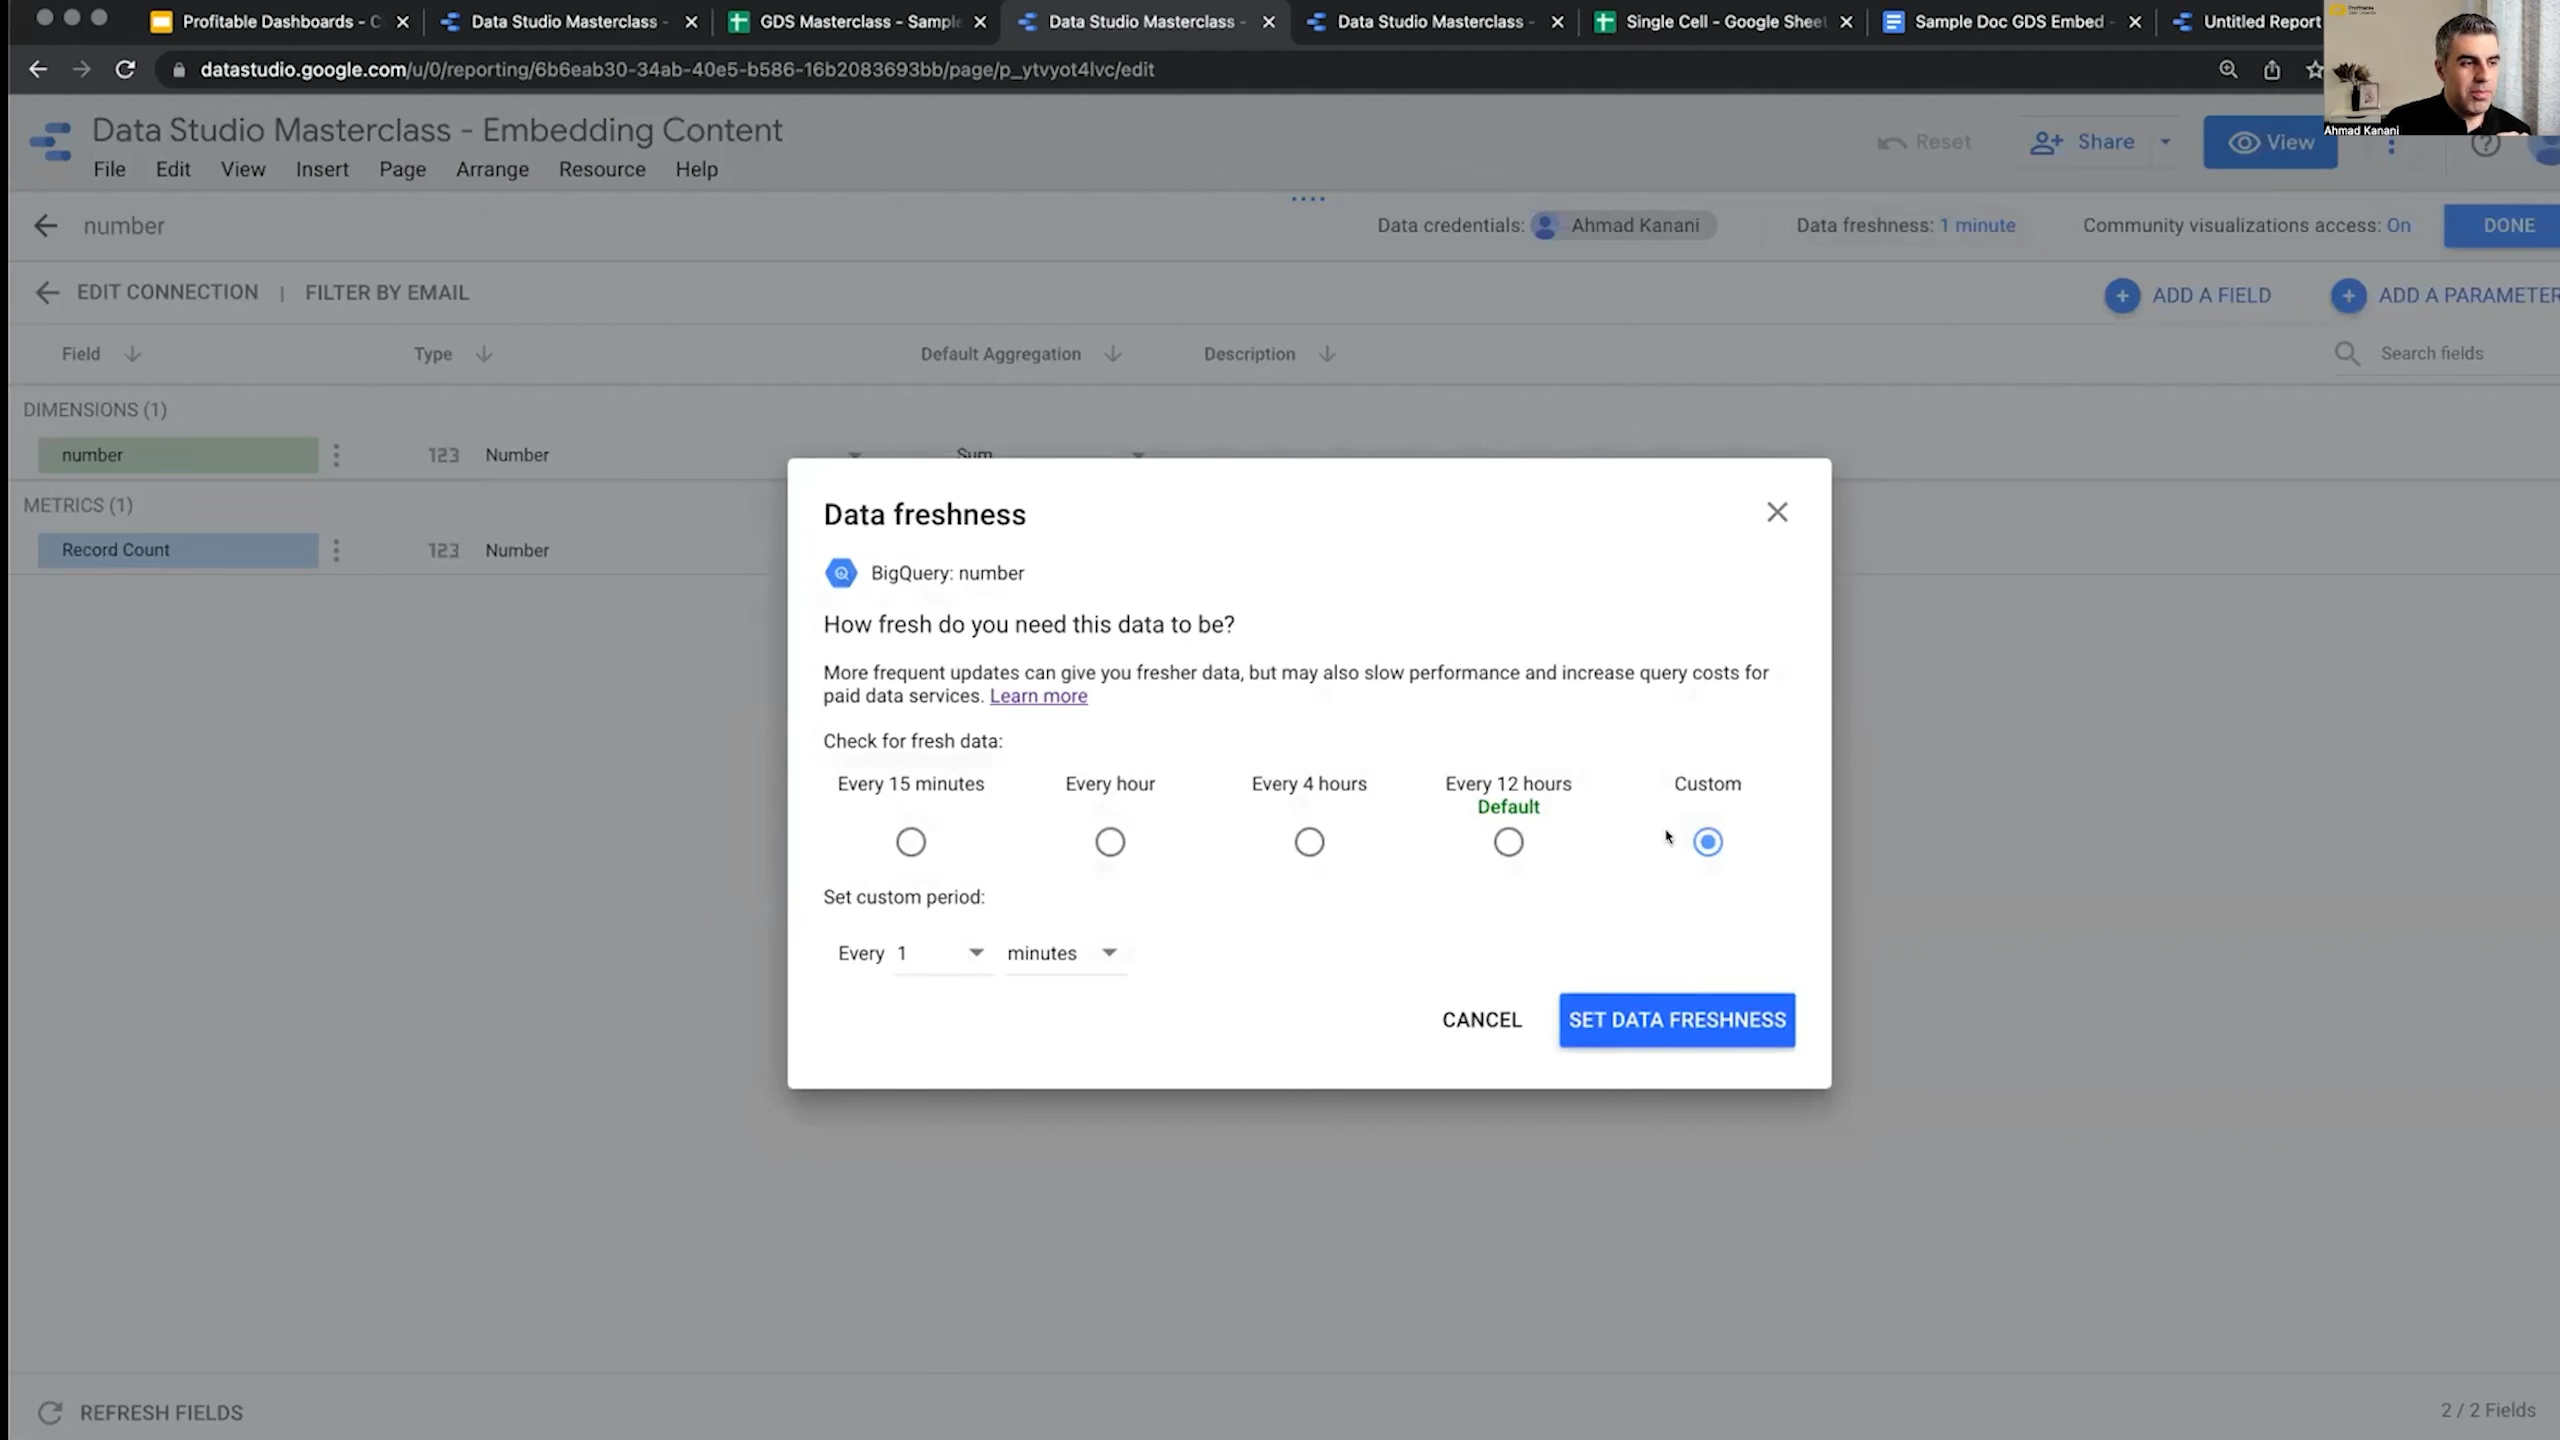 Profitable Dashboards - C
Data Studio Masterclass -
GDS Masterclass - Sample
Data Studio Masterclass -
Data Studio Masterclass -
Single Cell - Google Sheet
Sample Doc GDS Embed -
Untitled Report
datastudio.google.com/u/0/reporting/6b6eab30-34ab-40e5-b586-16b2083693bb/page/p_ytvyot4lvc/edit
Ahmad Kanani
Data Studio Masterclass - Embedding Content
Reset
Share
View
File Edit View Insert Page Arrange Resource Help
number
Data credentials: Ahmad Kanani
Data freshness: 1 minute
Community visualizations access: On
DONE
EDIT CONNECTION | FILTER BY EMAIL
ADD A FIELD
ADD A PARAMETER
Field
Type
Default Aggregation
Description
Search fields
DIMENSIONS (1)
number
123 Number
Sum
METRICS (1)
Record Count
123 Number
Data freshness
BigQuery: number
How fresh do you need this data to be?
More frequent updates can give you fresher data, but may also slow performance and increase query costs for
paid data services. Learn more
Check for fresh data:
Every 15 minutes
Every hour
Every 4 hours
Every 12 hours
Default
Custom
Set custom period:
Every 1 minutes
CANCEL
SET DATA FRESHNESS
REFRESH FIELDS
2 / 2 Fields